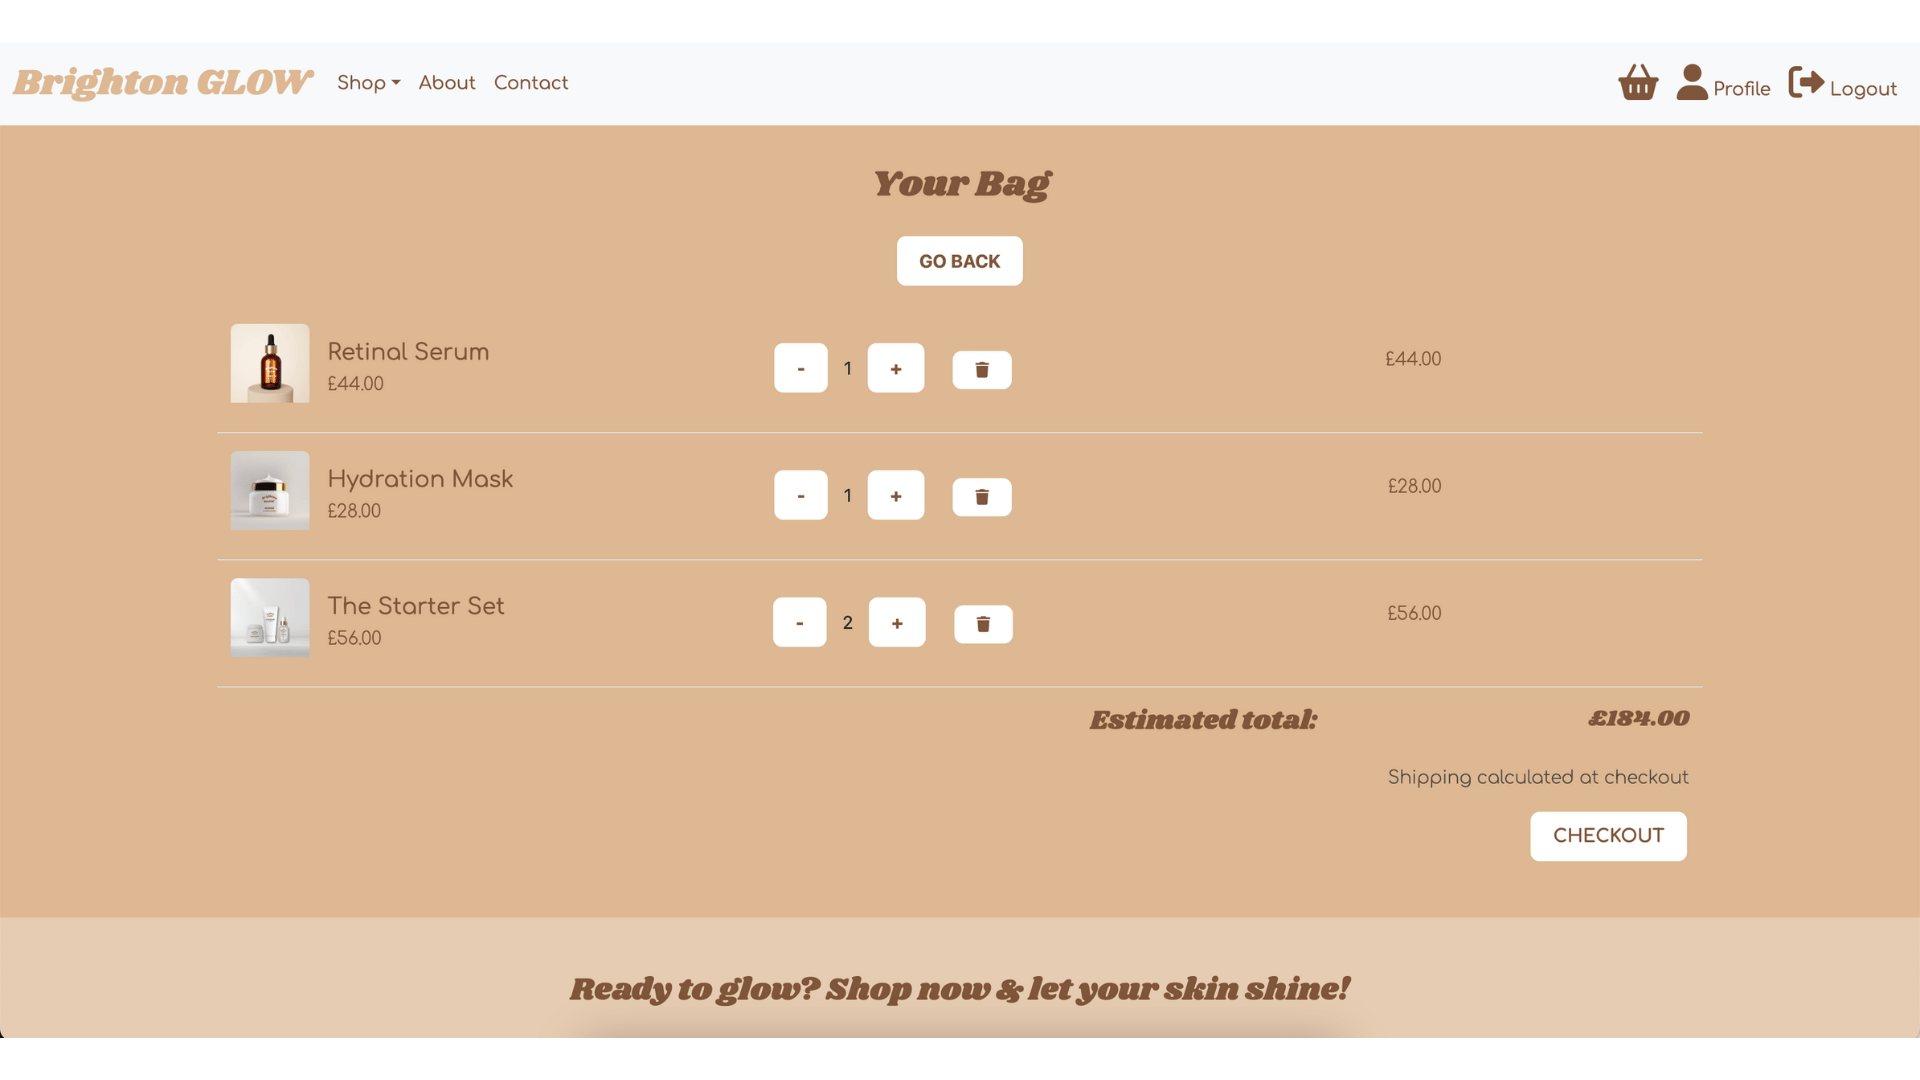 Brighton GLOW Shop About Contact Profile Logout
Your Bag
GO BACK
Retinal Serum
£44.00
- 1 + £44.00
Hydration Mask
£28.00
- 1 + £28.00
The Starter Set
£56.00
- 2 + £56.00
Estimated total: £184.00
Shipping calculated at checkout
CHECKOUT
Ready to glow? Shop now & let your skin shine!